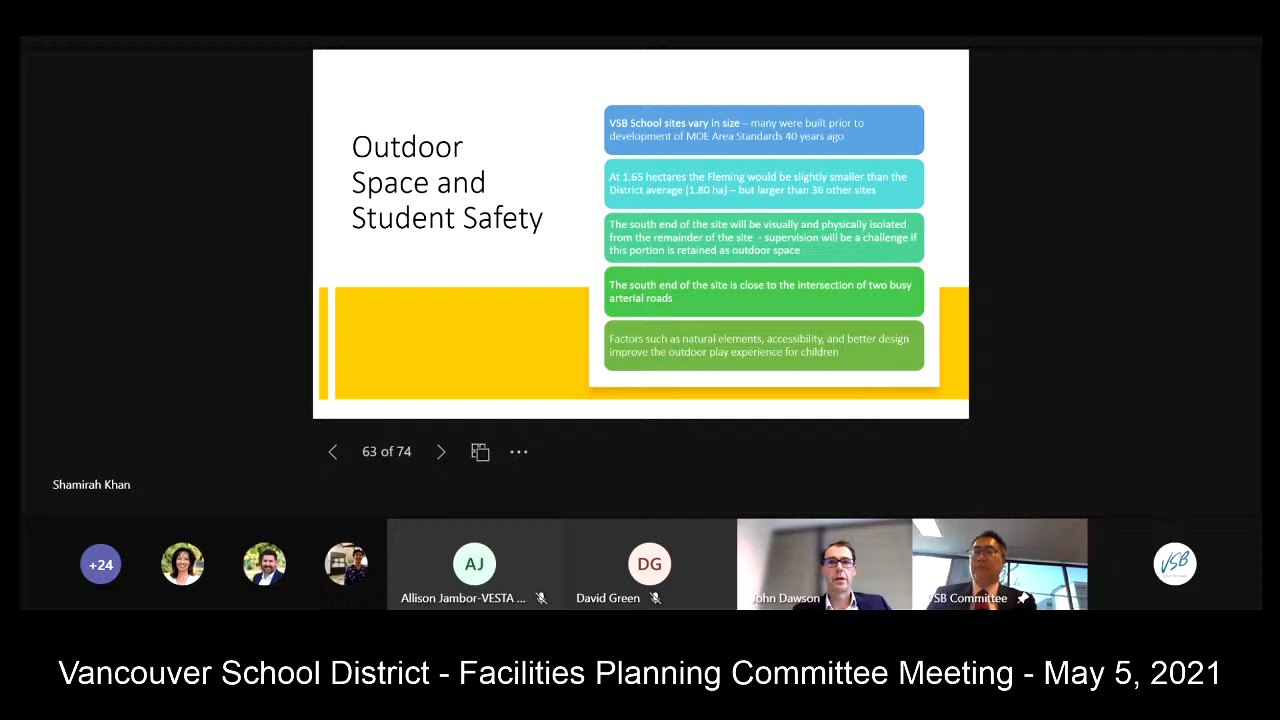 Outdoor
Space and
Student Safety
VSB School sites vary in size – many were built prior to
development of MOE Area Standards 40 years ago
At 1.65 hectares the Fleming would be slightly smaller than the
District average (1.80 ha) – but larger than 36 other sites
The south end of the site will be visually and physically isolated
from the remainder of the site - supervision will be a challenge if
this portion is retained as outdoor space
The south end of the site is close to the intersection of two busy
arterial roads
Factors such as natural elements, accessibility, and better design
improve the outdoor play experience for children
63 of 74
Shamirah Khan
+24
AJ
Allison Jambor-VESTA ...
DG
David Green
John Dawson
VSB Committee
VSB
Vancouver School District - Facilities Planning Committee Meeting - May 5, 2021